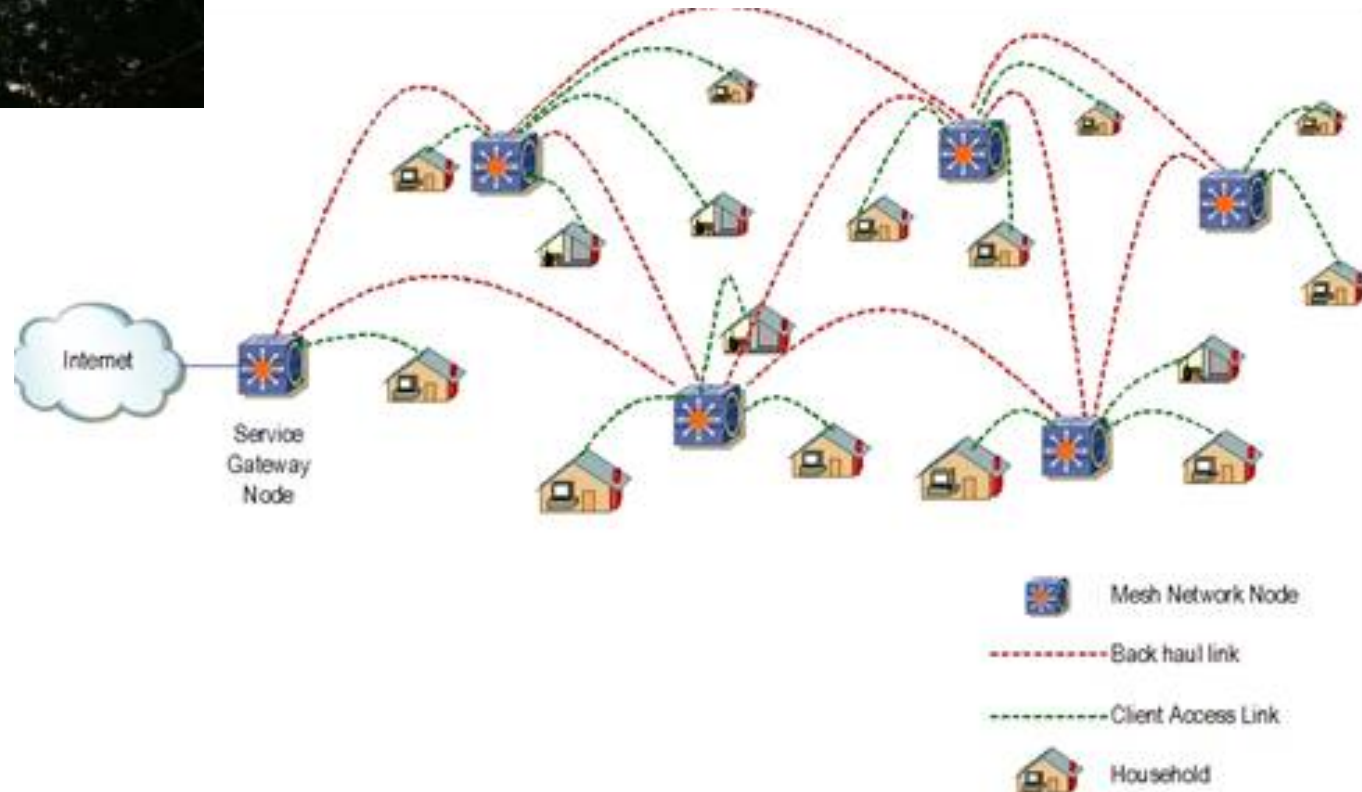 Internet
Service
Gateway
Node
Mesh Network Node
Back haul link
Client Access Link
Household